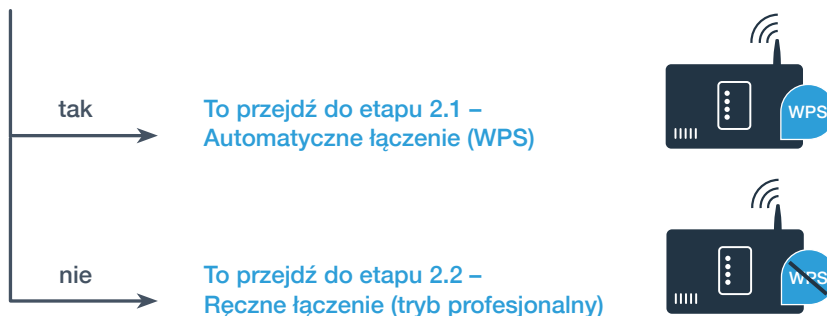 tak
To przejdź do etapu 2.1 –
Automatyczne łączenie (WPS)
WPS
nie
To przejdź do etapu 2.2 –
Ręczne łączenie (tryb profesjonalny)
WPS